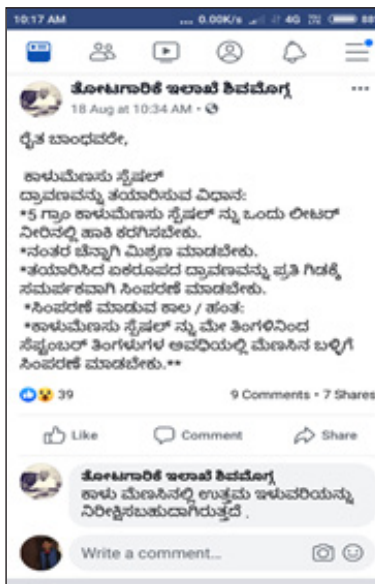 10:17 AM ... 0.00K/s 4G 88%
ತೋಟಗಾರಿಕೆ ಇಲಾಖೆ ಶಿವಮೊಗ್ಗ
18 Aug at 10:34 AM •
ರೈತ ಬಾಂಧವರೇ,
ಕಾಳುಮೆಣಸು ಸ್ಪೆಷಲ್
ದ್ರಾವಣವನ್ನು ತಯಾರಿಸುವ ವಿಧಾನ:
*5 ಗ್ರಾಂ ಕಾಳುಮೆಣಸು ಸ್ಪೆಷಲ್ ನ್ನು ಒಂದು ಲೀಟರ್
ನೀರಿನಲ್ಲಿ ಹಾಕಿ ಕರಗಿಸಬೇಕು.
*ನಂತರ ಚೆನ್ನಾಗಿ ಮಿಶ್ರಣ ಮಾಡಬೇಕು.
*ತಯಾರಿಸಿದ ಏಕರೂಪದ ದ್ರಾವಣವನ್ನು ಪ್ರತಿ ಗಿಡಕ್ಕೆ
ಸಮರ್ಪಕವಾಗಿ ಸಿಂಪರಣೆ ಮಾಡಬೇಕು.
*ಸಿಂಪರಣೆ ಮಾಡುವ ಕಾಲ / ಹಂತ:
*ಕಾಳುಮೆಣಸು ಸ್ಪೆಷಲ್ ನ್ನು ಮೇ ತಿಂಗಳಿನಿಂದ
ಸೆಪ್ಟಂಬರ್ ತಿಂಗಳುಗಳ ಅವಧಿಯಲ್ಲಿ ಮೆಣಸಿನ ಬಳ್ಳಿಗೆ
ಸಿಂಪರಣೆ ಮಾಡಬೇಕು.**
39 9 Comments • 7 Shares
Like Comment Share
ತೋಟಗಾರಿಕೆ ಇಲಾಖೆ ಶಿವಮೊಗ್ಗ
ಕಾಳು ಮೆಣಸಿನಲ್ಲಿ ಉತ್ತಮ ಇಳುವರಿಯನ್ನು
ನಿರೀಕ್ಷಿಸಬಹುದಾಗಿರುತ್ತದೆ .
Write a comment...